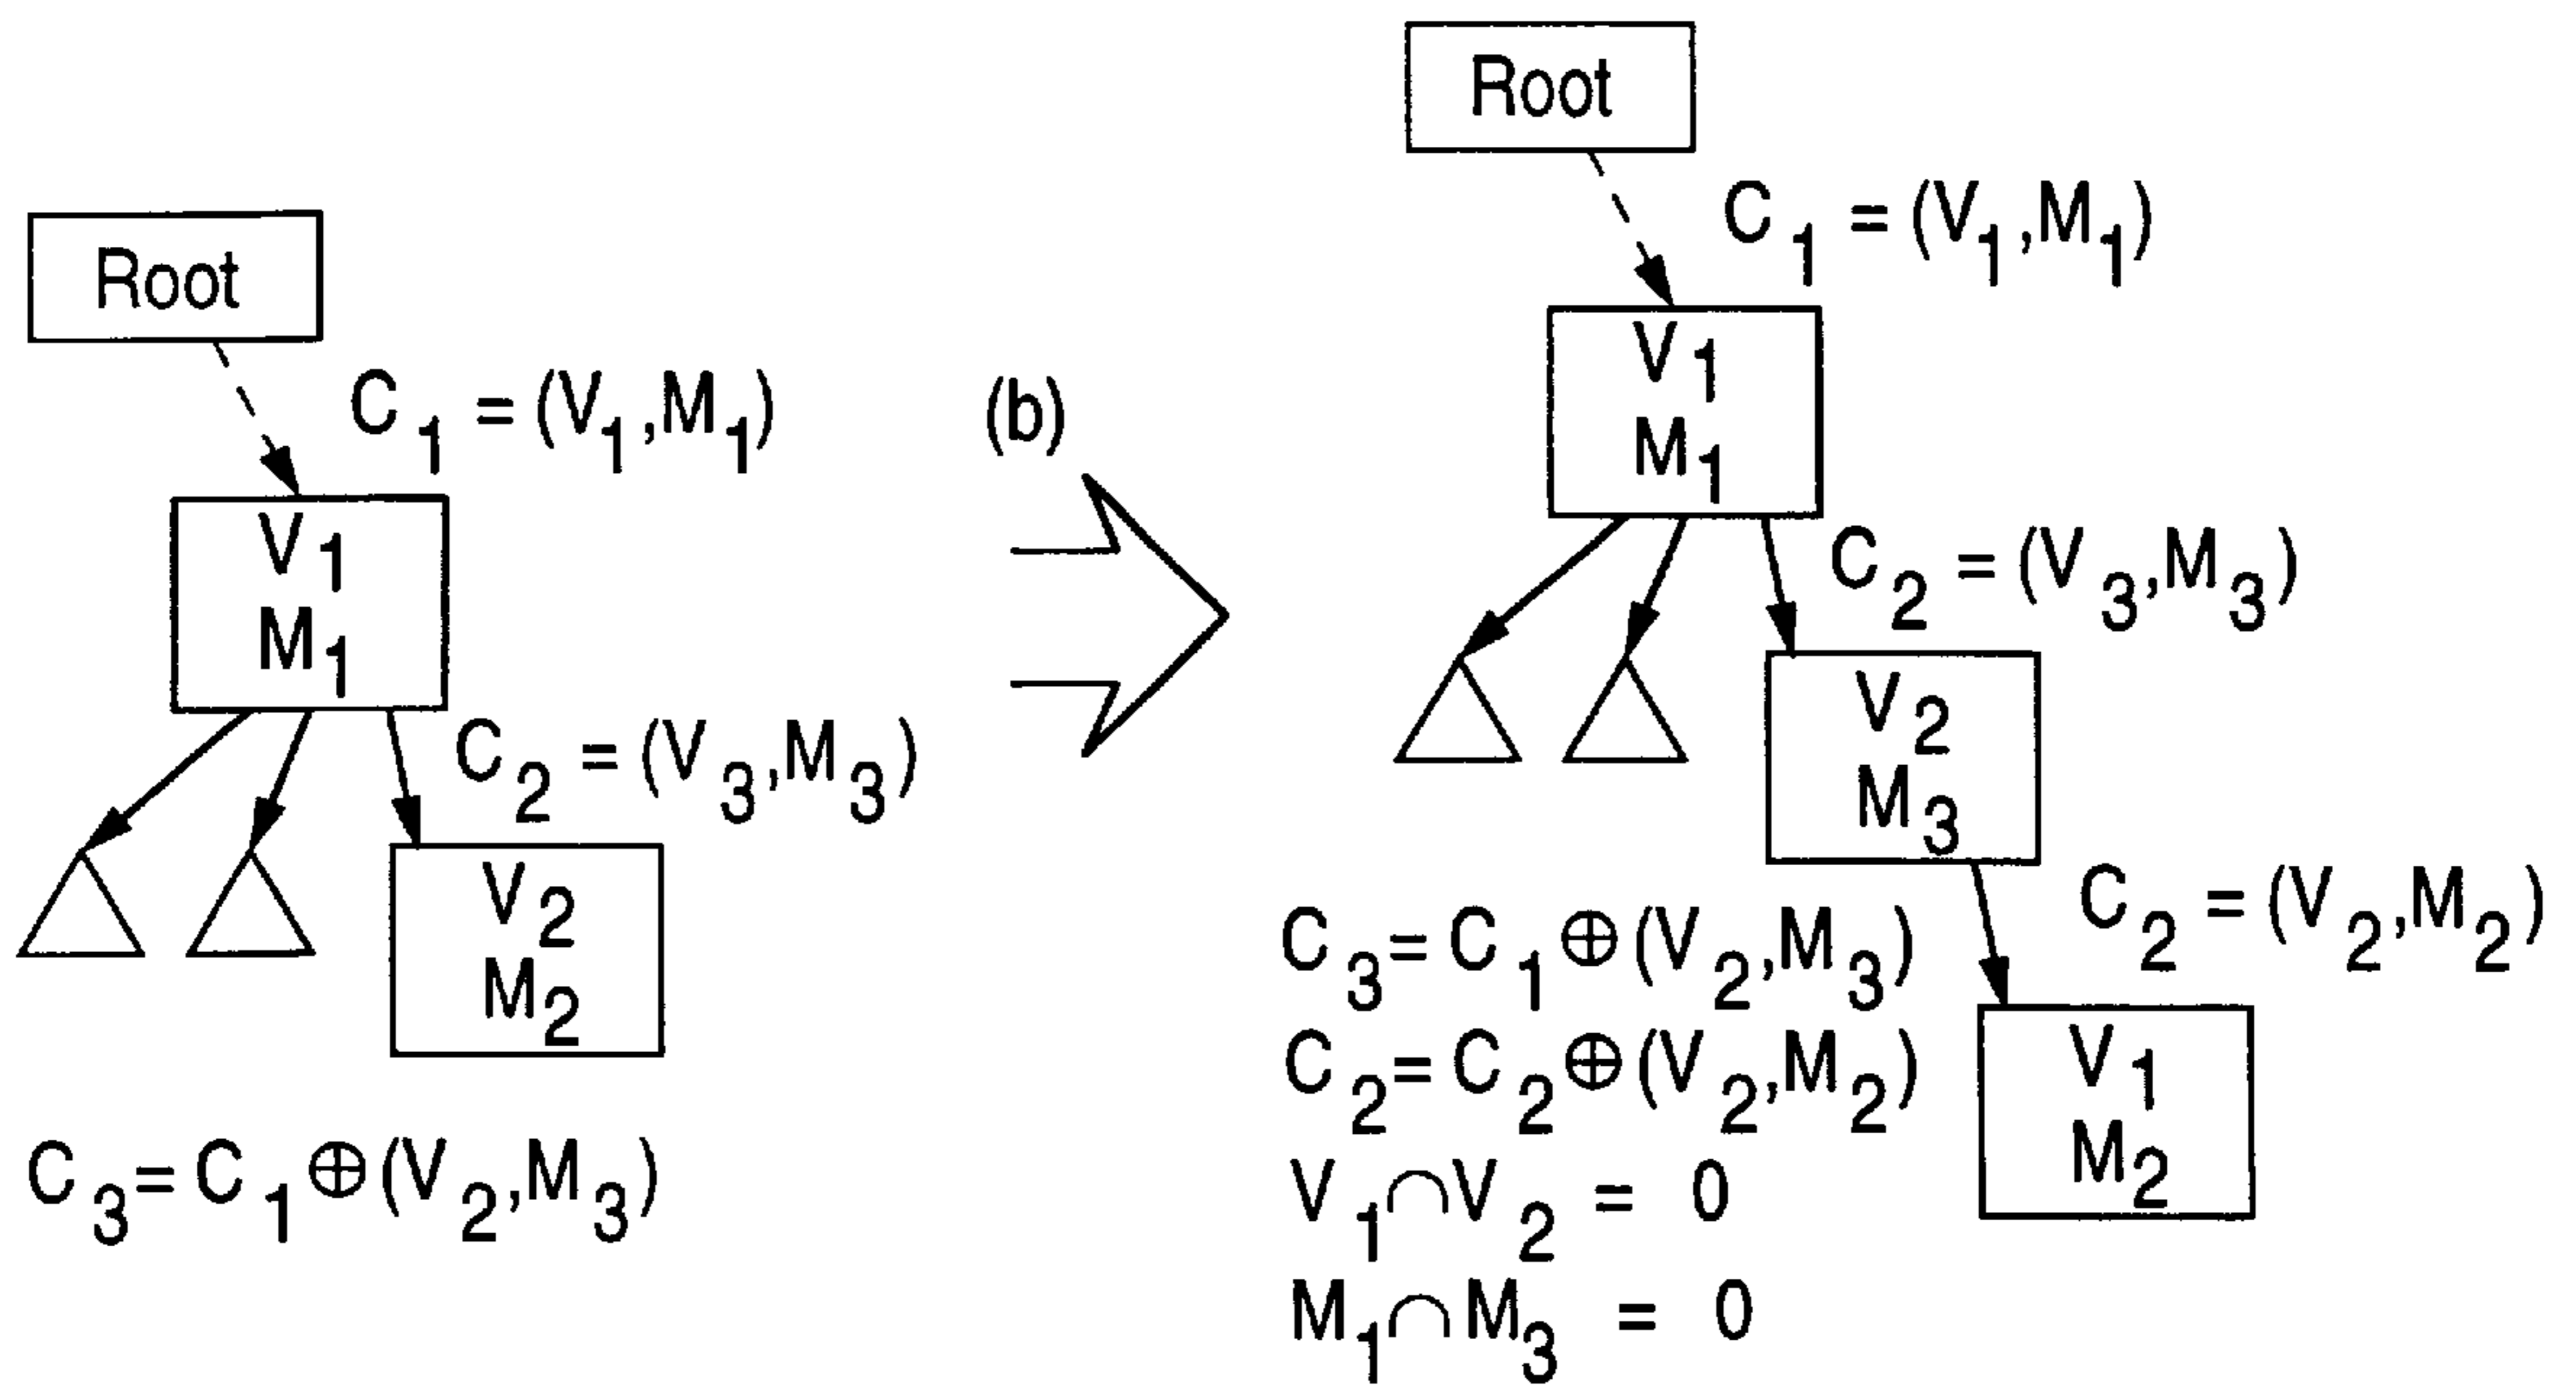 Root
C₁ = (V₁,M₁)
V₁
M₁
C₂ = (V₃,M₃)
V₂
M₂
C₃= C₁⊕(V₂,M₃)
(b)
Root
C₁ = (V₁,M₁)
V₁
M₁
C₂ = (V₃,M₃)
V₂
M₃
C₂ = (V₂,M₂)
V₁
M₂
C₃= C₁⊕(V₂,M₃)
C₂= C₂⊕(V₂,M₂)
V₁∩V₂ = 0
M₁∩M₃ = 0